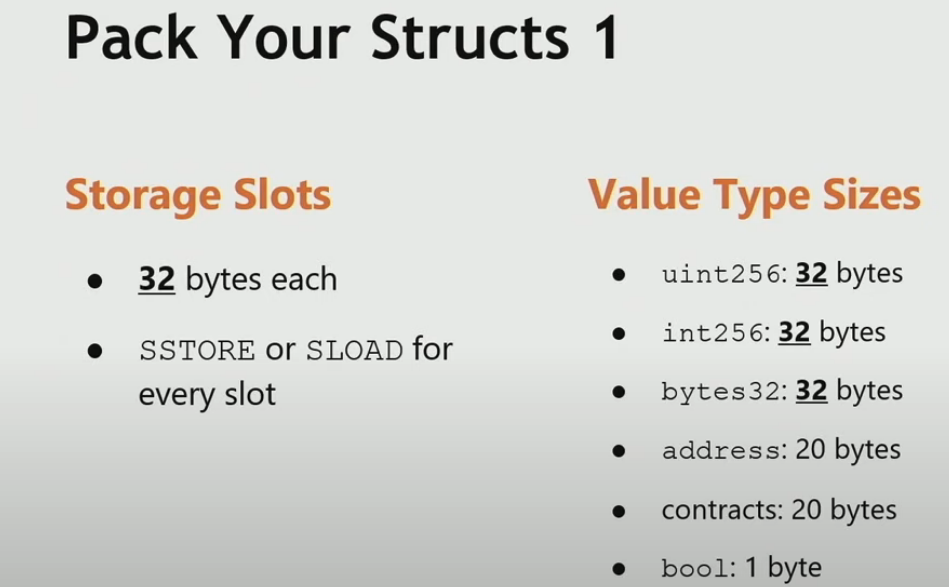 Pack Your Structs 1
Storage Slots
● 32 bytes each
● SSTORE or SLOAD for
every slot
Value Type Sizes
● uint256: 32 bytes
● int256: 32 bytes
● bytes32: 32 bytes
● address: 20 bytes
● contracts: 20 bytes
● bool: 1 byte